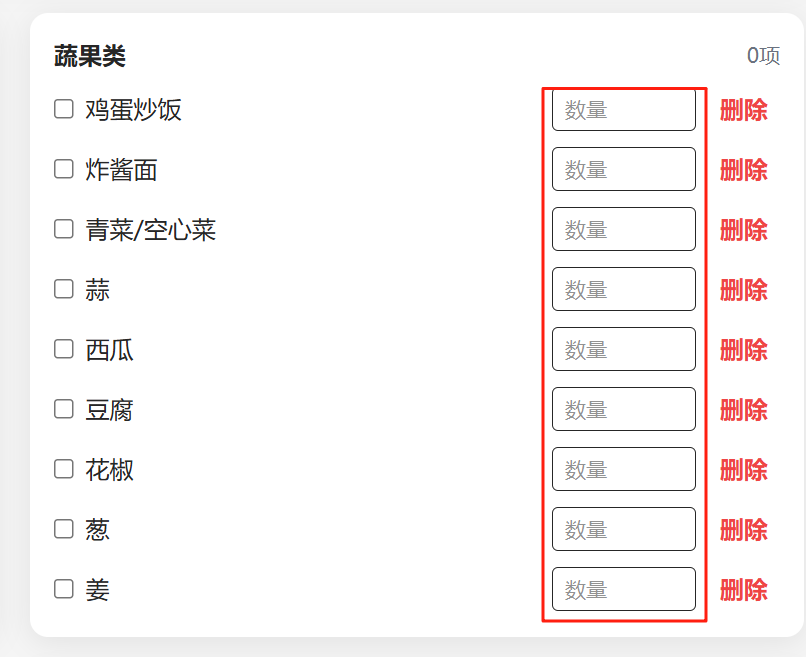 蔬果类 0项
鸡蛋炒饭 数量 删除
炸酱面 数量 删除
青菜/空心菜 数量 删除
蒜 数量 删除
西瓜 数量 删除
豆腐 数量 删除
花椒 数量 删除
葱 数量 删除
姜 数量 删除